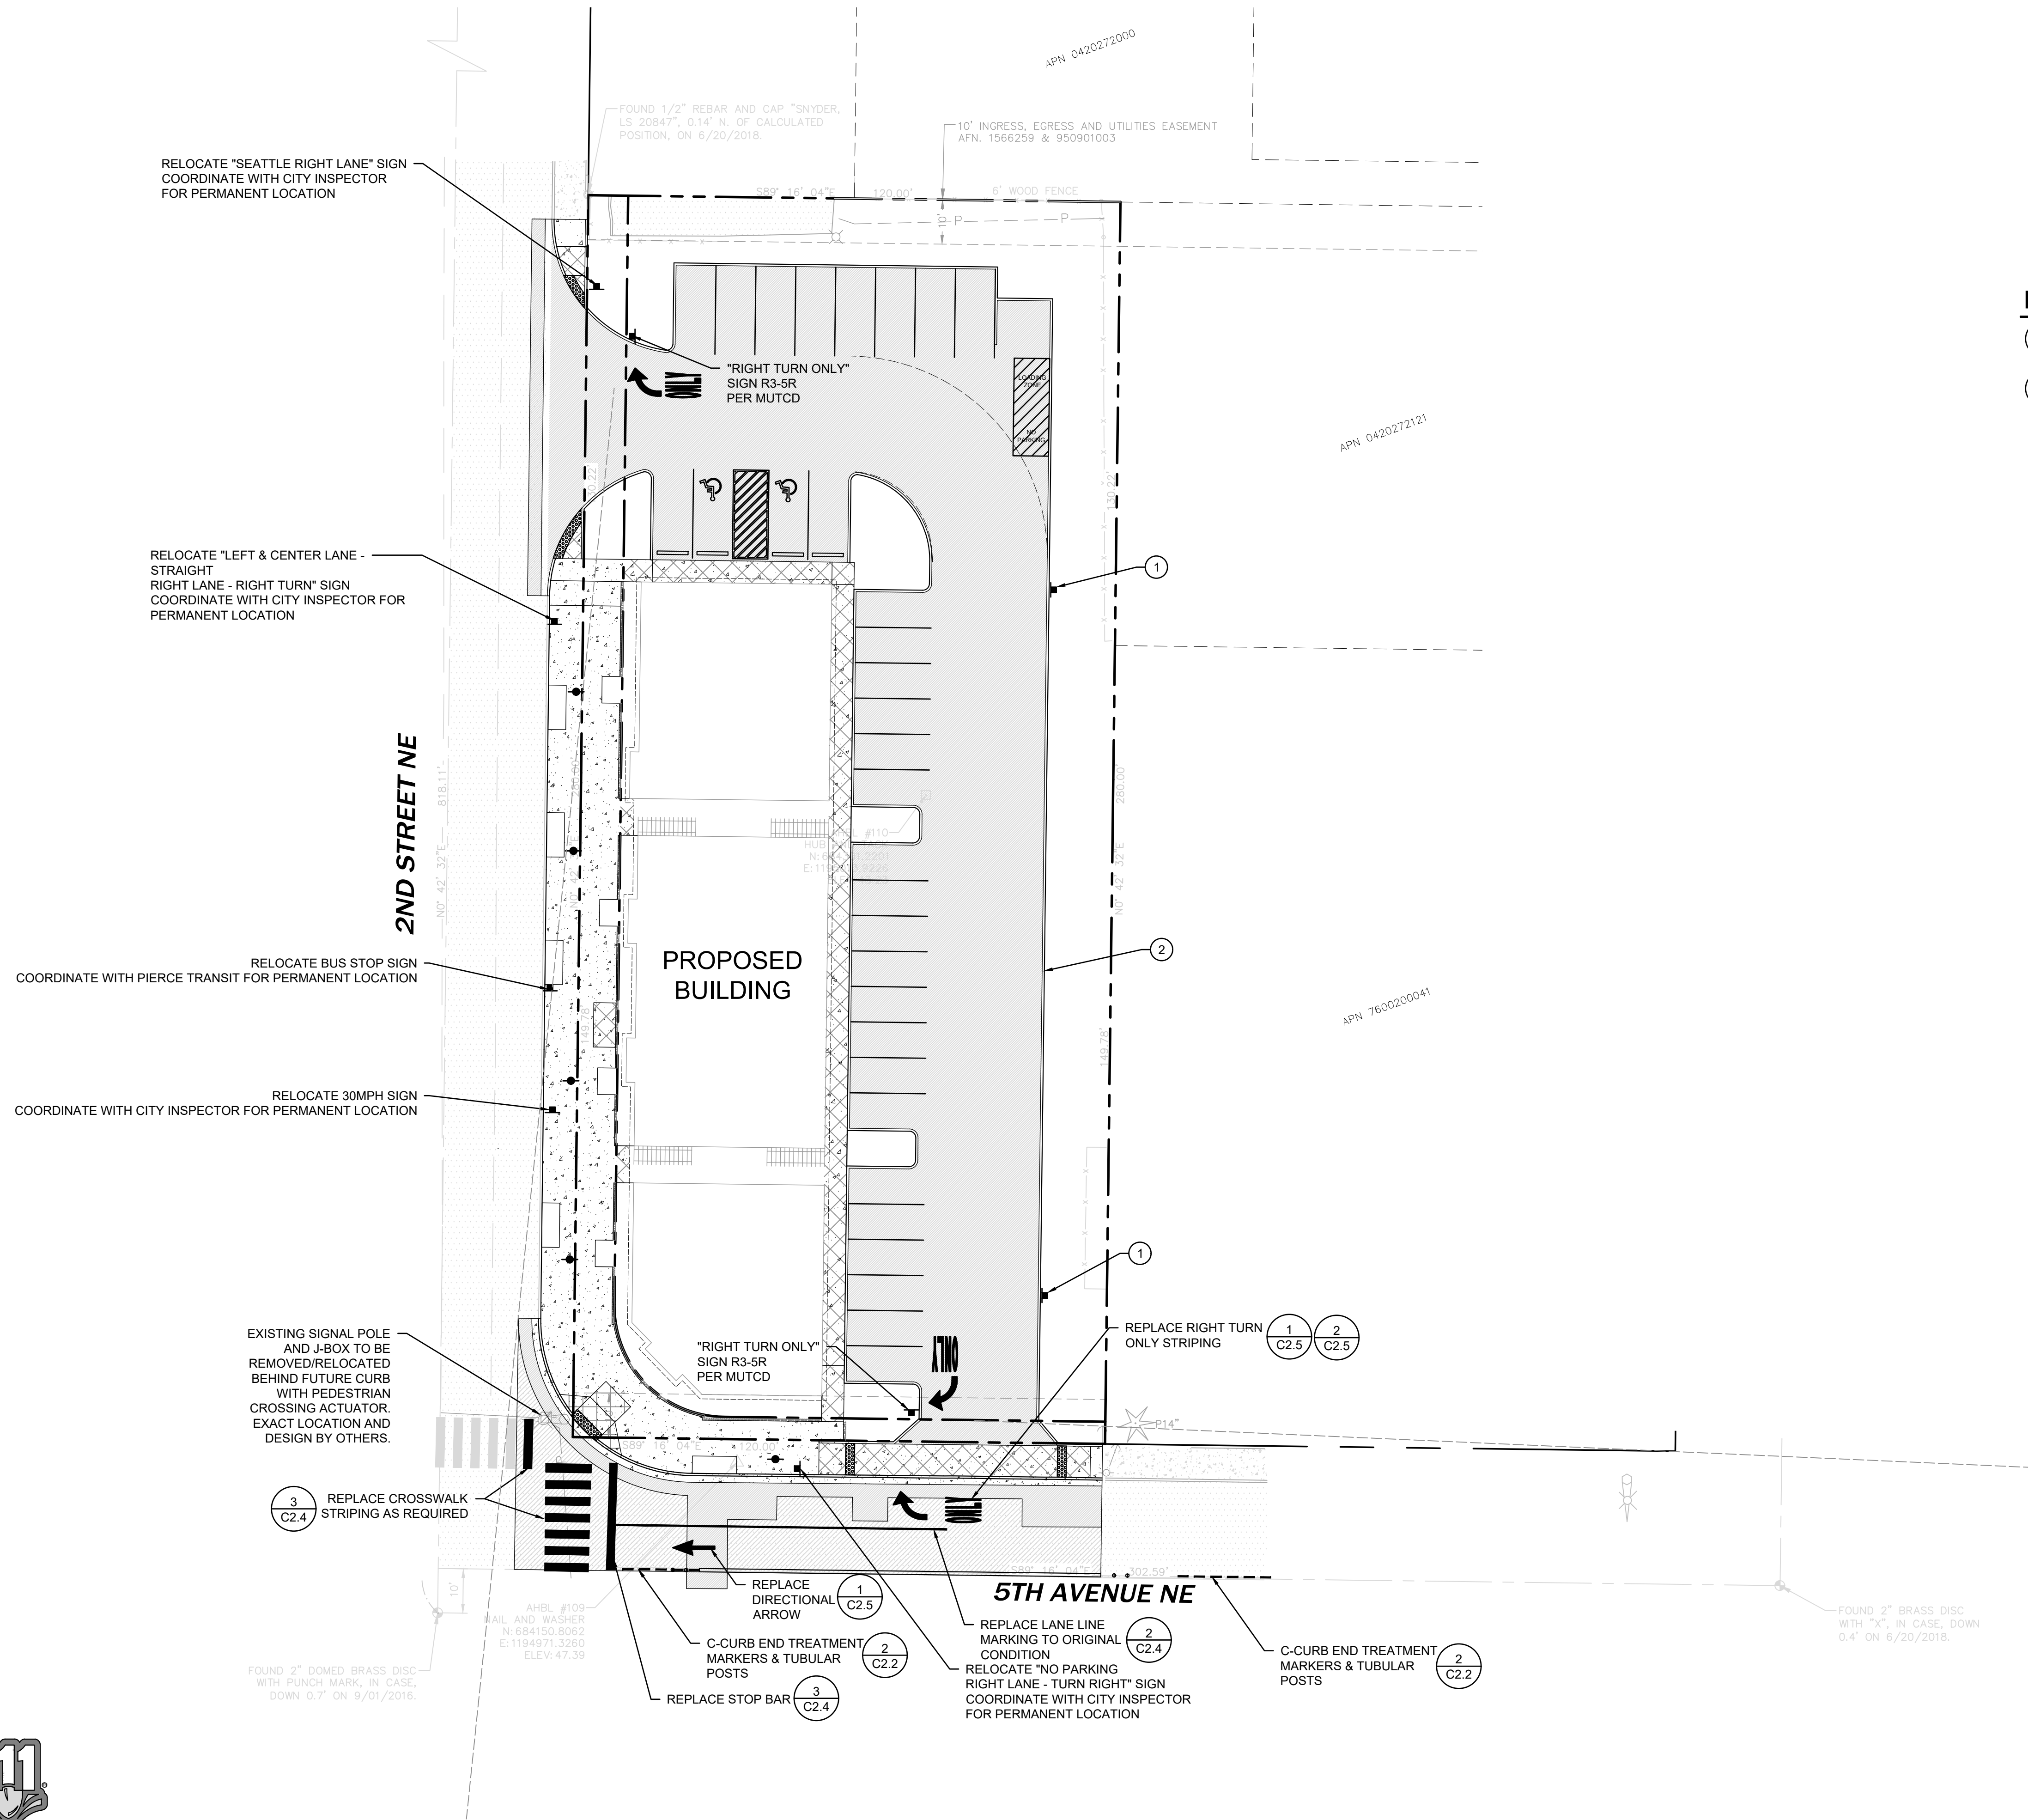 APN 0420272000
FOUND 1/2" REBAR AND CAP "SNYDER,
LS 20847", 0.14' N. OF CALCULATED
POSITION, ON 6/20/2018.
10' INGRESS, EGRESS AND UTILITIES EASEMENT
AFN. 1566259 & 950901003
RELOCATE "SEATTLE RIGHT LANE" SIGN
COORDINATE WITH CITY INSPECTOR
FOR PERMANENT LOCATION
S89° 16' 04"E 120.00'
6' WOOD FENCE
P
P
10'
"RIGHT TURN ONLY"
SIGN R3-5R
PER MUTCD
ONLY
LOADING
ZONE
NO
PARKING
APN 0420272121
130.22'
RELOCATE "LEFT & CENTER LANE -
STRAIGHT
RIGHT LANE - RIGHT TURN" SIGN
COORDINATE WITH CITY INSPECTOR FOR
PERMANENT LOCATION
1
2ND STREET NE
818.11'
N0° 42' 32"E
280.00'
N0° 42' 32"E
#110
HUB
PROPOSED
BUILDING
2
APN 7600200041
149.78'
149.78'
RELOCATE BUS STOP SIGN
COORDINATE WITH PIERCE TRANSIT FOR PERMANENT LOCATION
RELOCATE 30MPH SIGN
COORDINATE WITH CITY INSPECTOR FOR PERMANENT LOCATION
1
EXISTING SIGNAL POLE
AND J-BOX TO BE
REMOVED/RELOCATED
BEHIND FUTURE CURB
WITH PEDESTRIAN
CROSSING ACTUATOR.
EXACT LOCATION AND
DESIGN BY OTHERS.
"RIGHT TURN ONLY"
SIGN R3-5R
PER MUTCD
ONLY
REPLACE RIGHT TURN
ONLY STRIPING
1
C2.5
2
C2.5
P14"
S89° 16' 04"E 120.00'
3
C2.4
REPLACE CROSSWALK
STRIPING AS REQUIRED
ONLY
S89° 16' 04"E 302.59'
5TH AVENUE NE
10'
AHBL #109
NAIL AND WASHER
N: 684150.8062
E: 1194971.3260
ELEV: 47.39
REPLACE
DIRECTIONAL
ARROW
1
C2.5
REPLACE LANE LINE
MARKING TO ORIGINAL
CONDITION
2
C2.4
FOUND 2" BRASS DISC
WITH "X", IN CASE, DOWN
0.4' ON 6/20/2018.
C-CURB END TREATMENT
MARKERS & TUBULAR
POSTS
2
C2.2
C-CURB END TREATMENT
MARKERS & TUBULAR
POSTS
2
C2.2
FOUND 2" DOMED BRASS DISC
WITH PUNCH MARK, IN CASE,
DOWN 0.7' ON 9/01/2016.
RELOCATE "NO PARKING
RIGHT LANE - TURN RIGHT" SIGN
COORDINATE WITH CITY INSPECTOR
FOR PERMANENT LOCATION
REPLACE STOP BAR
3
C2.4
11